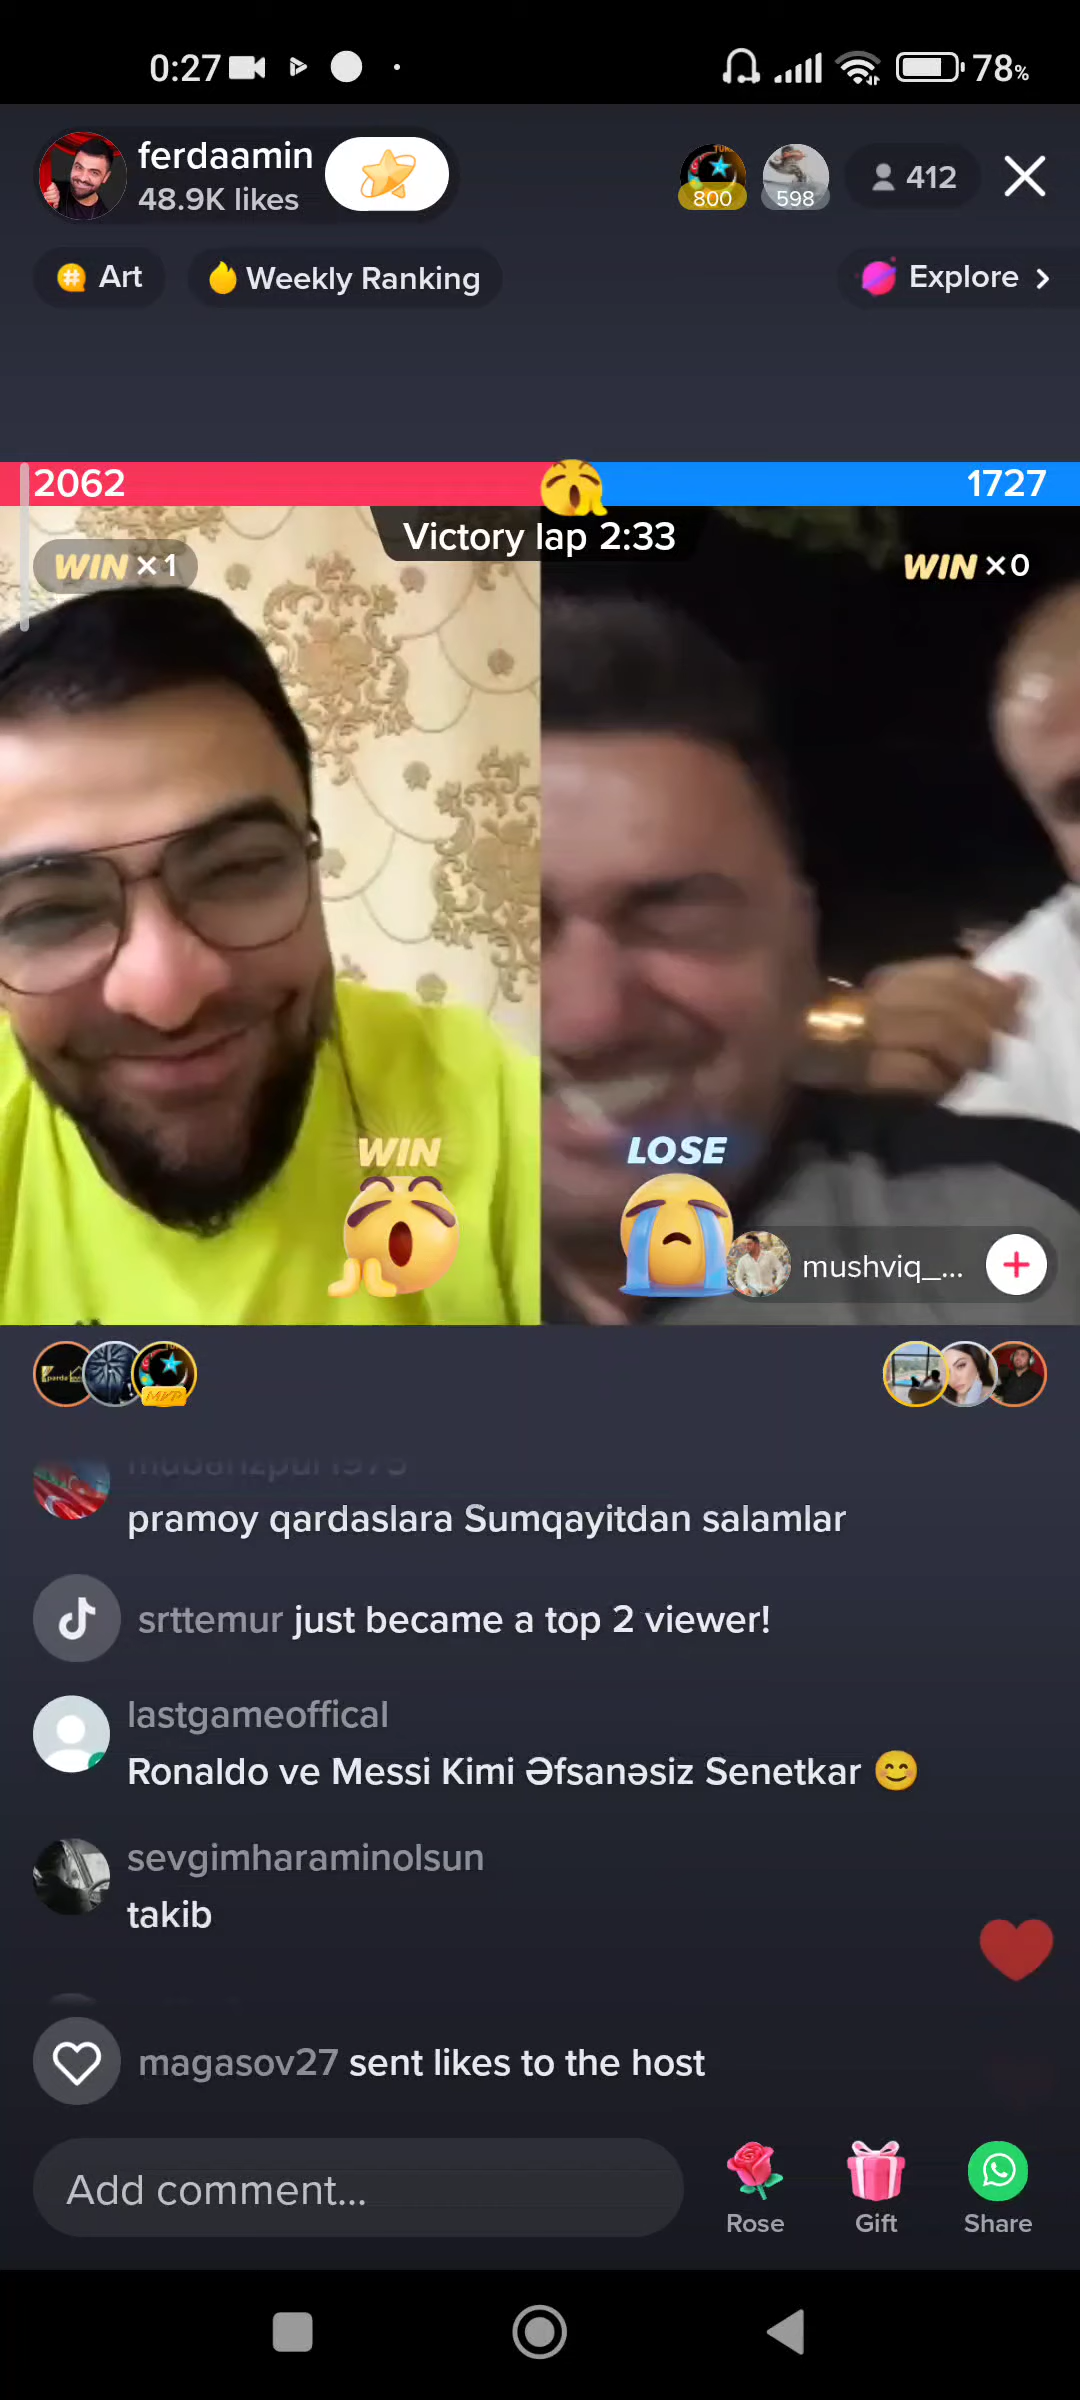 0:27
78%
ferdaamin
48.9K likes
800
598
412
Art
Weekly Ranking
Explore
2062
1727
Victory lap 2:33
WIN ×1
WIN ×0
WIN
LOSE
mushviq_...
MVP
mubarizpur1975
pramoy qardaslara Sumqayitdan salamlar
srttemur just became a top 2 viewer!
lastgameoffical
Ronaldo ve Messi Kimi Əfsanəsiz Senetkar 😊
sevgimharaminolsun
takib
magasov27 sent likes to the host
Add comment...
Rose
Gift
Share